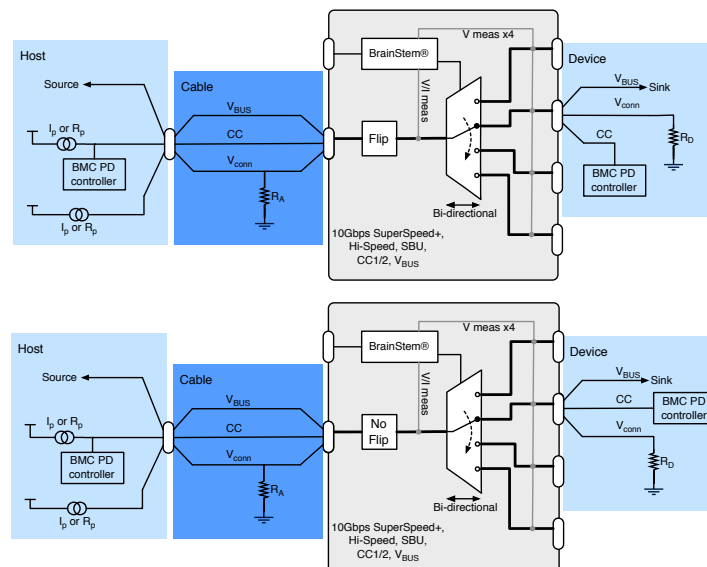 Host
Source
Ip or Rp
BMC PD
controller
Ip or Rp
Cable
VBUS
CC
Vconn
RA
BrainStem®
V meas x4
V/I meas
Flip
Bi-directional
10Gbps SuperSpeed+,
Hi-Speed, SBU,
CC1/2, VBUS
Device
VBUS
Sink
Vconn
CC
RD
BMC PD
controller
Host
Source
Ip or Rp
BMC PD
controller
Ip or Rp
Cable
VBUS
CC
Vconn
RA
V meas x4
BrainStem®
V/I meas
No
Flip
Bi-directional
10Gbps SuperSpeed+,
Hi-Speed, SBU,
CC1/2, VBUS
Device
VBUS
Sink
CC
BMC PD
controller
Vconn
RD